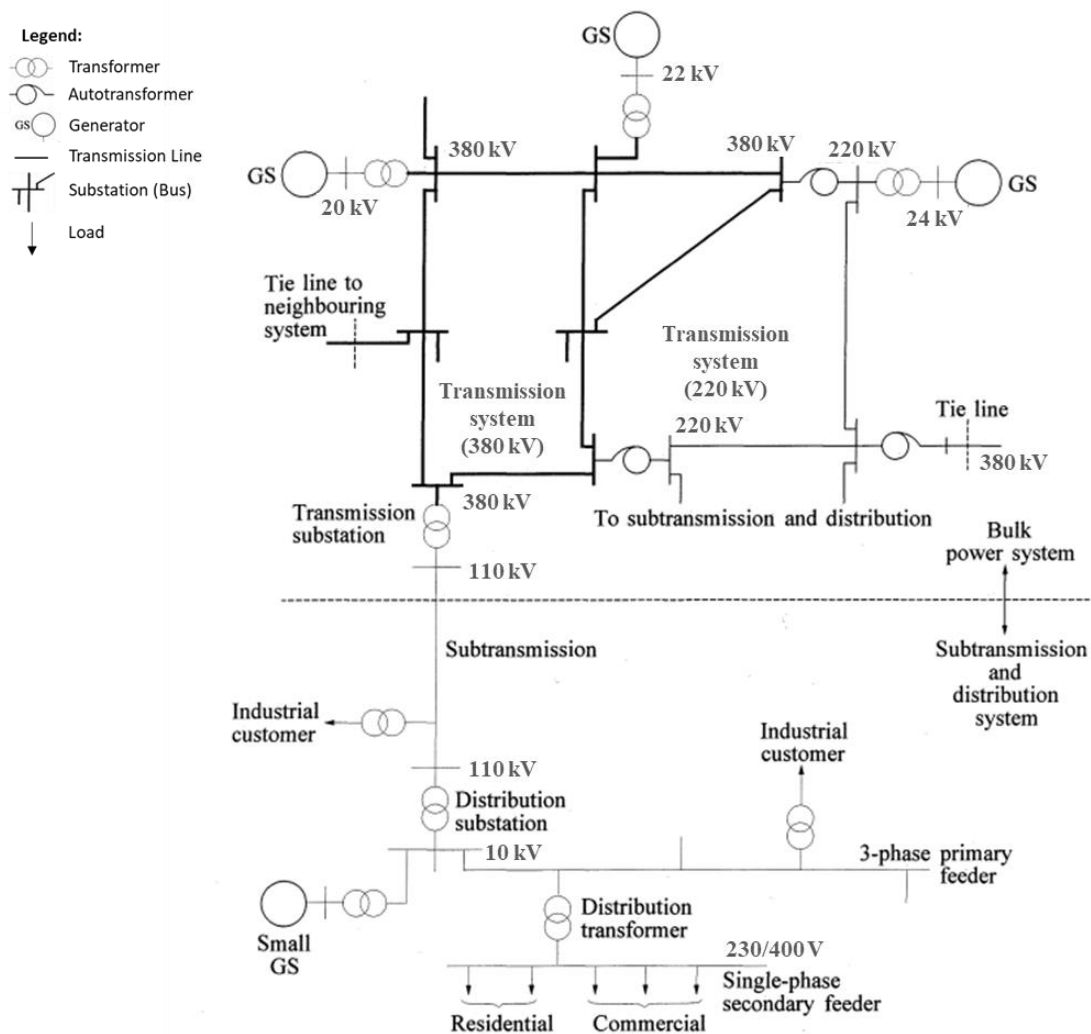 Legend:
Transformer
Autotransformer
GS Generator
Transmission Line
Substation (Bus)
Load
GS
22 kV
380 kV
380 kV
220 kV
GS
20 kV
24 kV
GS
Tie line to
neighbouring
system
Transmission
system
(380 kV)
Transmission
system
(220 kV)
220 kV
Tie line
380 kV
380 kV
Transmission
substation
To subtransmission and distribution
110 kV
Bulk
power system
Subtransmission
Subtransmission
and
distribution
system
Industrial
customer
110 kV
Distribution
substation
Industrial
customer
10 kV
3-phase primary
feeder
Small
GS
Distribution
transformer
230/400 V
Single-phase
secondary feeder
Residential
Commercial